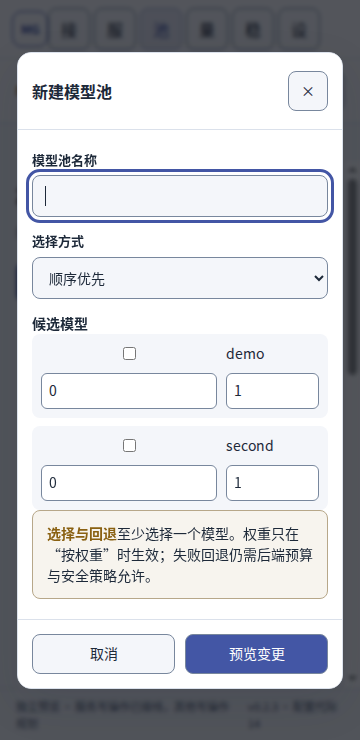 新建模型池
×
模型池名称
选择方式
顺序优先
候选模型
demo
0
1
second
0
1
选择与回退至少选择一个模型。权重只在
“按权重”时生效；失败回退仍需后端预算
与安全策略允许。
取消
预览变更